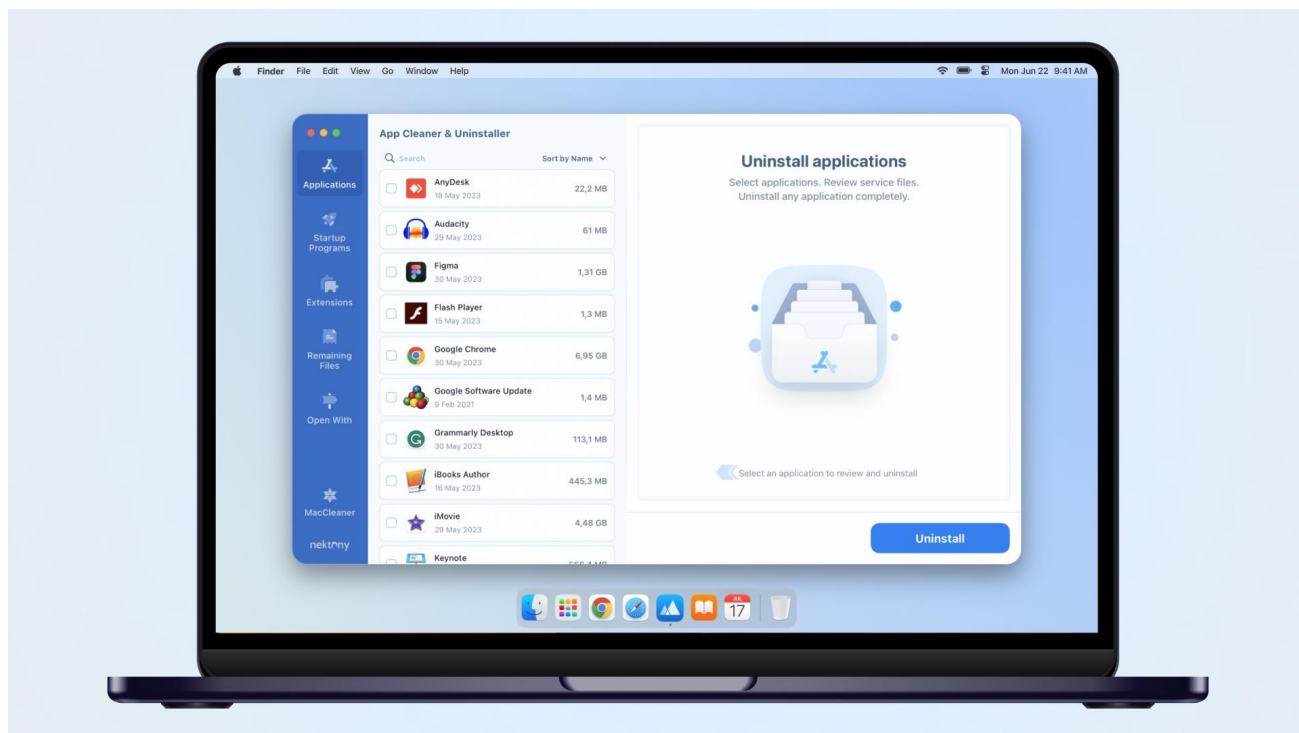 Finder File Edit View Go Window Help
Mon Jun 22 9:41 AM
Applications
Startup
Programs
Extensions
Remaining
Files
Open With
MacCleaner
nektony
App Cleaner & Uninstaller
Search
Sort by Name
AnyDesk
18 May 2023
22,2 MB
Audacity
29 May 2023
61 MB
Figma
30 May 2023
1,31 GB
Flash Player
15 May 2023
1,3 MB
Google Chrome
30 May 2023
6,95 GB
Google Software Update
9 Feb 2021
1,4 MB
Grammarly Desktop
30 May 2023
113,1 MB
iBooks Author
16 May 2023
445,3 MB
iMovie
29 May 2023
4,48 GB
Keynote
Uninstall applications
Select applications. Review service files.
Uninstall any application completely.
Select an application to review and uninstall
Uninstall
JUL
17